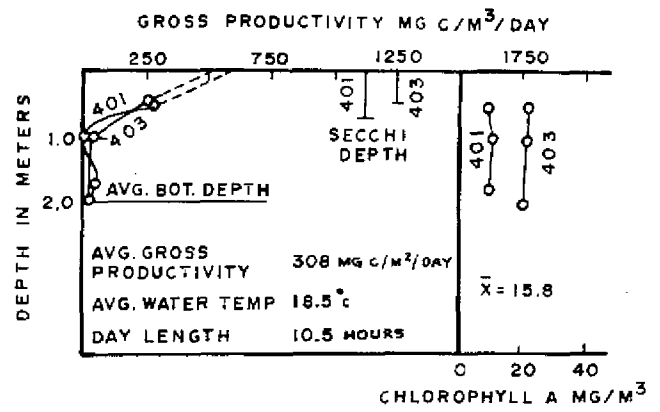 GROSS PRODUCTIVITY MG C/M³/DAY
250 750 1250 1750
401
403
401
403
SECCHI
DEPTH
401
403
1.0
AVG. BOT. DEPTH
2.0
DEPTH IN METERS
AVG. GROSS
PRODUCTIVITY 308 MG C/M²/DAY
AVG. WATER TEMP 18.5°C
DAY LENGTH 10.5 HOURS
X̄ = 15.8
0 20 40
CHLOROPHYLL A MG/M³